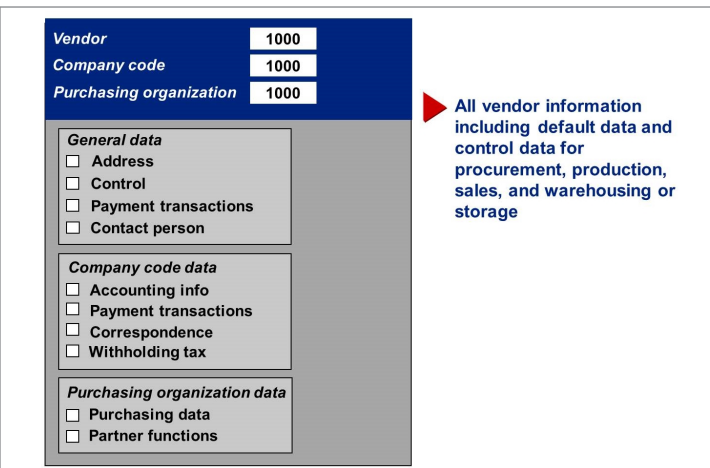 Vendor 1000
Company code 1000
Purchasing organization 1000
General data
Address
Control
Payment transactions
Contact person
Company code data
Accounting info
Payment transactions
Correspondence
Withholding tax
Purchasing organization data
Purchasing data
Partner functions
All vendor information
including default data and
control data for
procurement, production,
sales, and warehousing or
storage